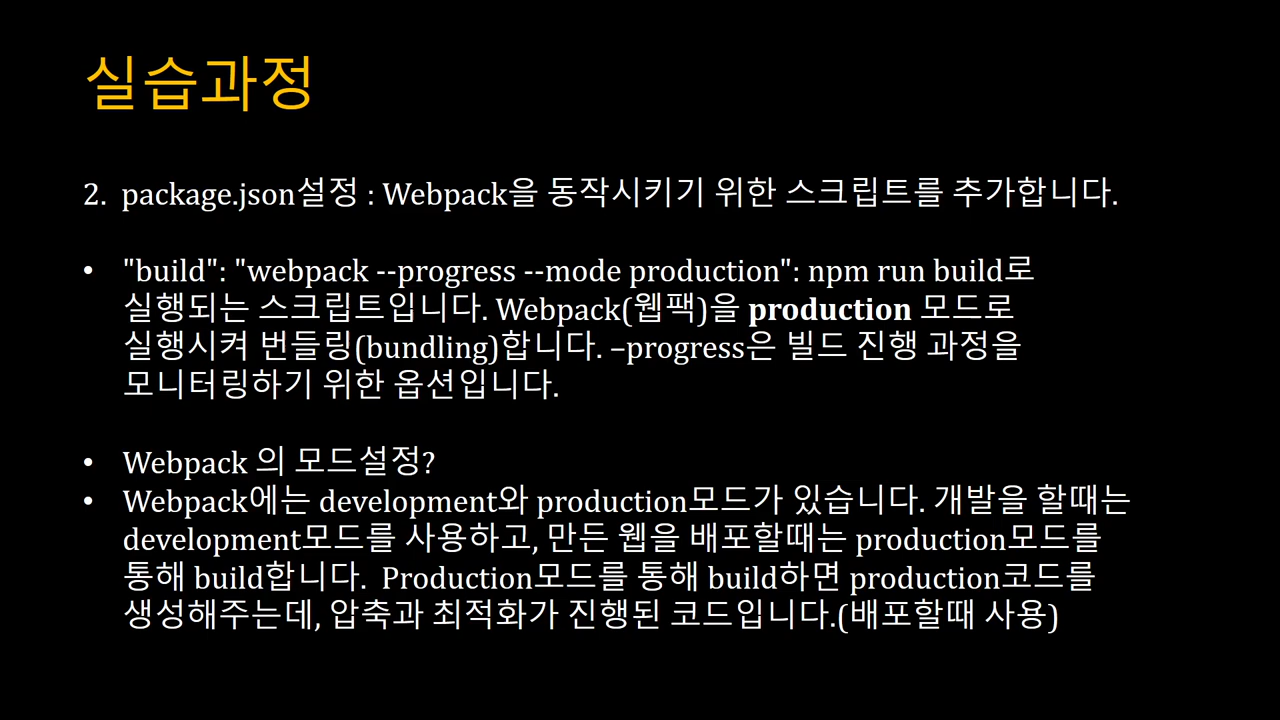 실습과정
2. package.json설정 : Webpack을 동작시키기 위한 스크립트를 추가합니다.
• "build": "webpack --progress --mode production": npm run build로
실행되는 스크립트입니다. Webpack(웹팩)을 production 모드로
실행시켜 번들링(bundling)합니다. –progress은 빌드 진행 과정을
모니터링하기 위한 옵션입니다.
• Webpack 의 모드설정?
• Webpack에는 development와 production모드가 있습니다. 개발을 할때는
development모드를 사용하고, 만든 웹을 배포할때는 production모드를
통해 build합니다. Production모드를 통해 build하면 production코드를
생성해주는데, 압축과 최적화가 진행된 코드입니다.(배포할때 사용)